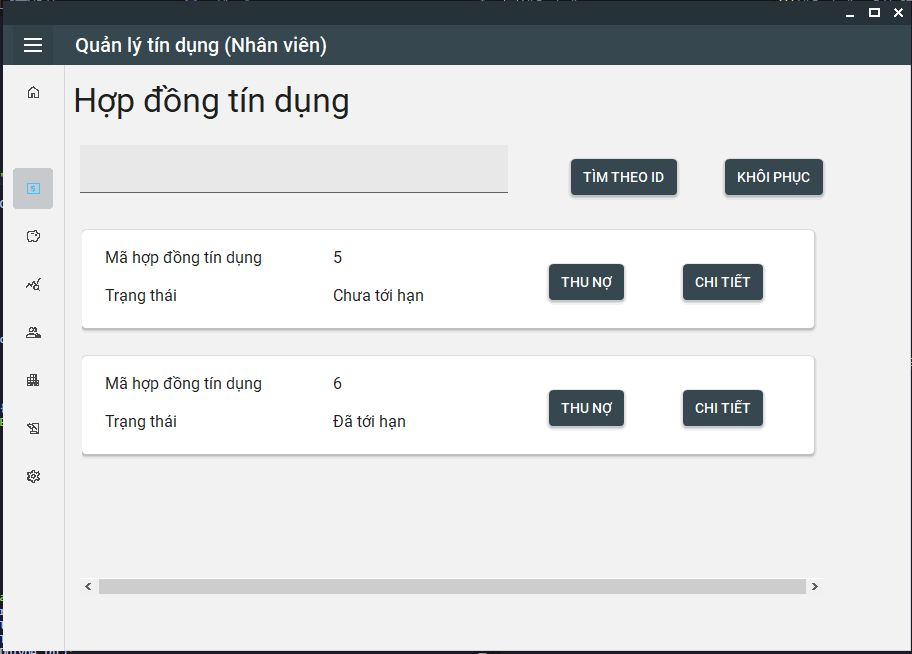 Quản lý tín dụng (Nhân viên)
Hợp đồng tín dụng
TÌM THEO ID
KHÔI PHỤC
Mã hợp đồng tín dụng 5
Trạng thái Chưa tới hạn
THU NỢ
CHI TIẾT
Mã hợp đồng tín dụng 6
Trạng thái Đã tới hạn
THU NỢ
CHI TIẾT